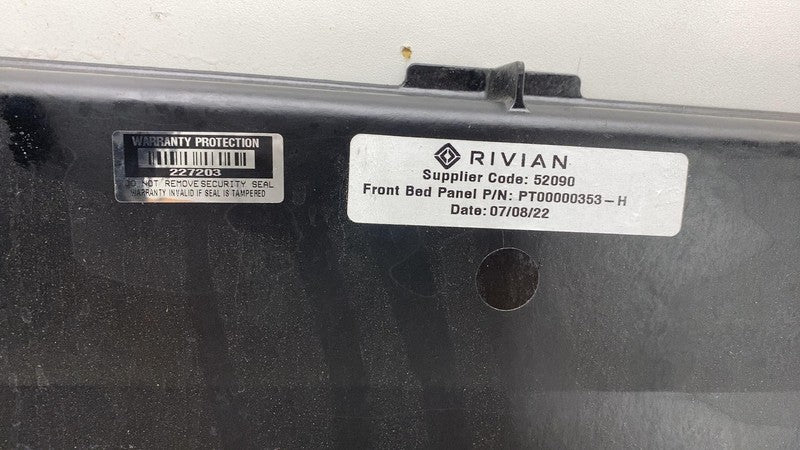 WARRANTY PROTECTION
227203
DO NOT REMOVE SECURITY SEAL
WARRANTY INVALID IF SEAL IS TAMPERED
RIVIAN
Supplier Code: 52090
Front Bed Panel P/N: PT00000353-H
Date: 07/08/22